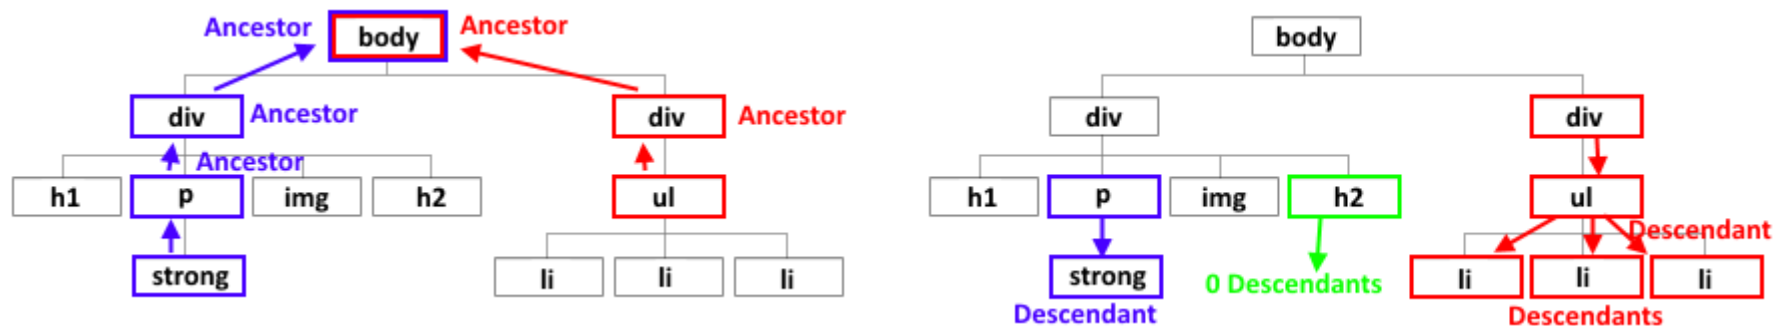 Ancestor body Ancestor
div Ancestor
div Ancestor
Ancestor
h1 p img h2
ul
strong
li li li
body
div
div
h1 p img h2
ul
Descendant
strong
0 Descendants
li li li
Descendant
Descendants